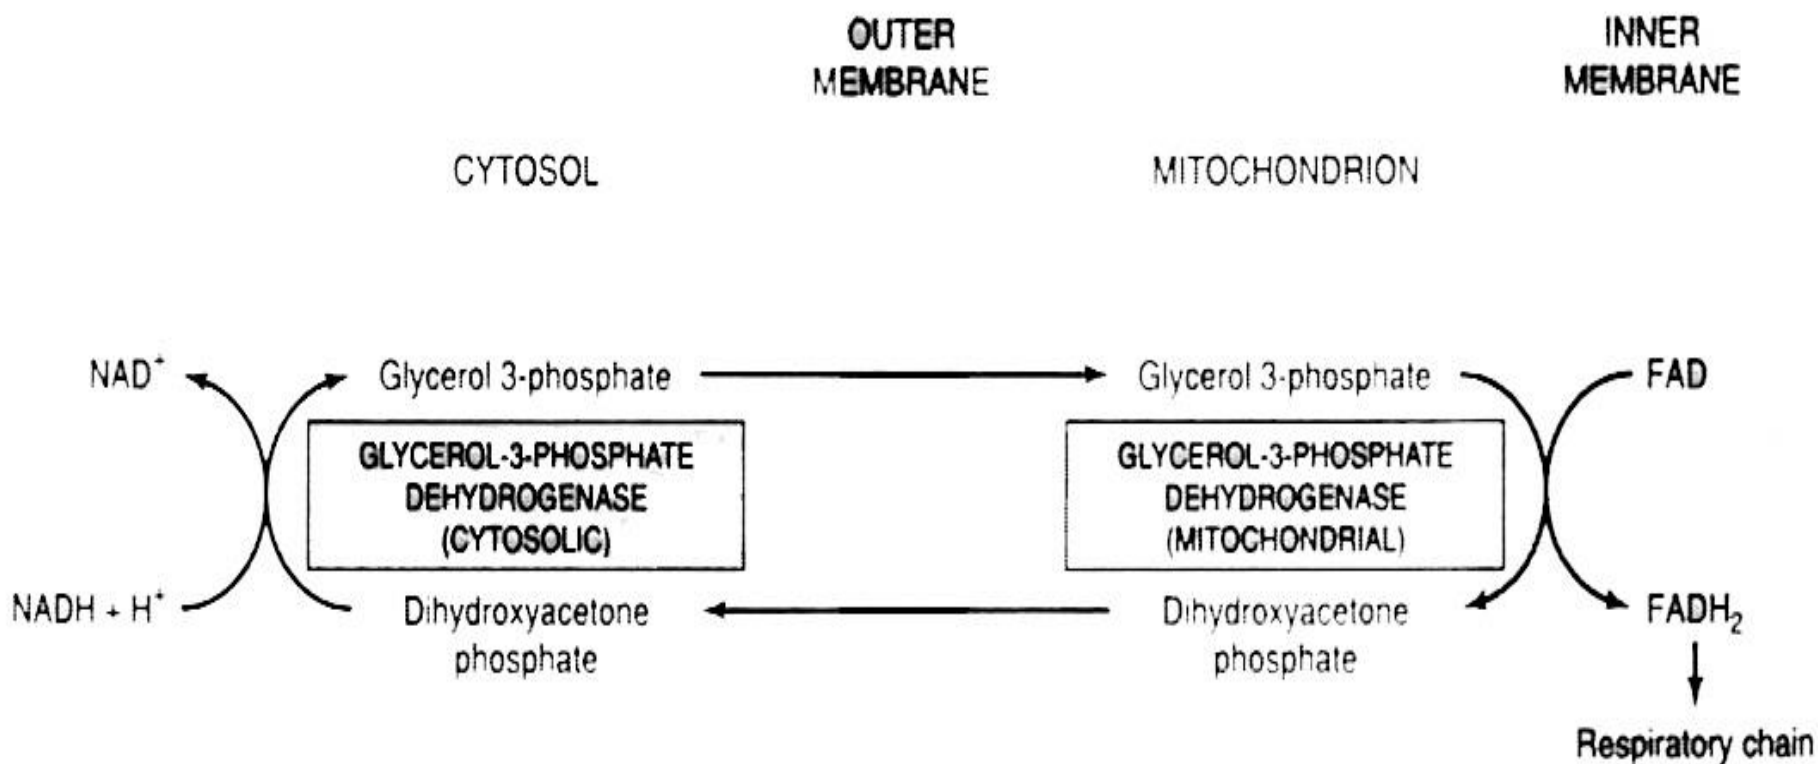 OUTER
MEMBRANE
INNER
MEMBRANE
CYTOSOL
MITOCHONDRION
NAD⁺
Glycerol 3-phosphate
Glycerol 3-phosphate
FAD
GLYCEROL-3-PHOSPHATE
DEHYDROGENASE
(CYTOSOLIC)
GLYCEROL-3-PHOSPHATE
DEHYDROGENASE
(MITOCHONDRIAL)
NADH + H⁺
Dihydroxyacetone
phosphate
Dihydroxyacetone
phosphate
FADH₂
Respiratory chain